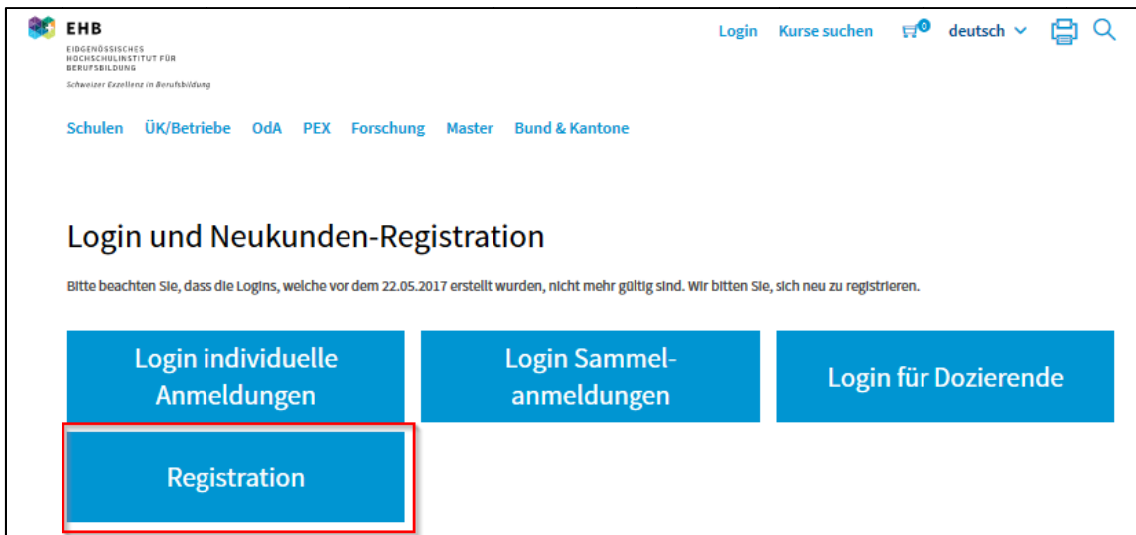 EHB
EIDGENÖSSISCHES
HOCHSCHULINSTITUT FÜR
BERUFSBILDUNG
Schweizer Exzellenz in Berufsbildung
Login Kurse suchen 0 deutsch
Schulen ÜK/Betriebe OdA PEX Forschung Master Bund & Kantone
Login und Neukunden-Registration
Bitte beachten Sie, dass die Logins, welche vor dem 22.05.2017 erstellt wurden, nicht mehr gültig sind. Wir bitten Sie, sich neu zu registrieren.
Login individuelle
Anmeldungen
Login Sammel-
anmeldungen
Login für Dozierende
Registration